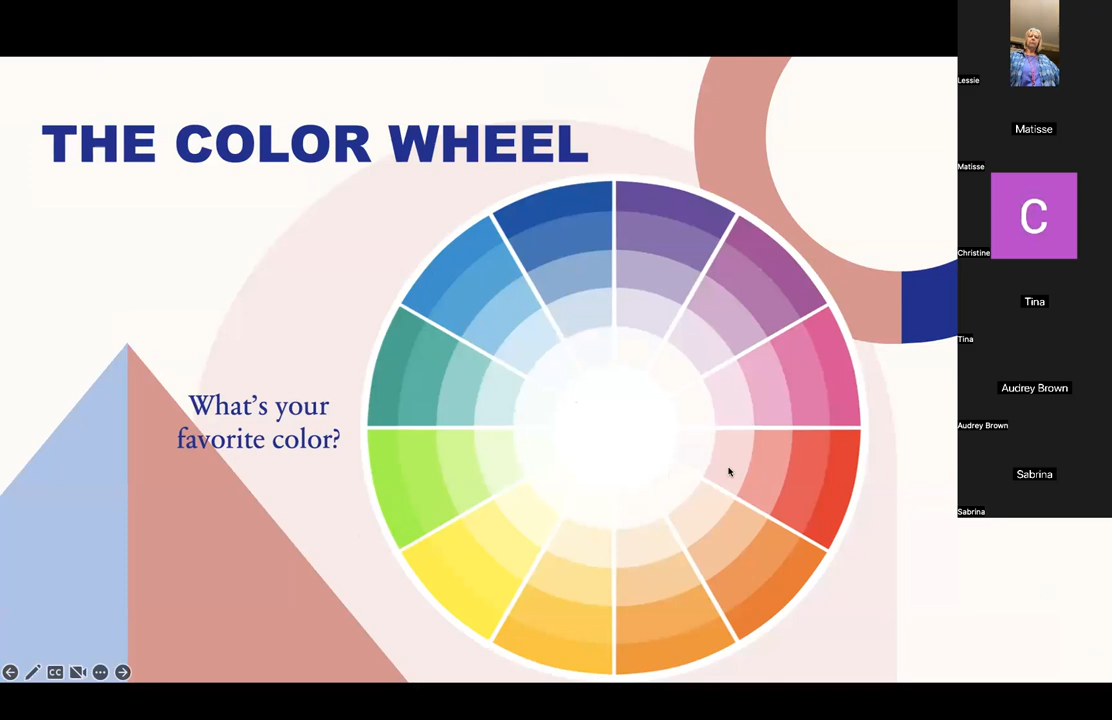 THE COLOR WHEEL
What's your
favorite color?
CC
Lessie
Matisse
Matisse
C
Christine
Tina
Tina
Audrey Brown
Audrey Brown
Sabrina
Sabrina